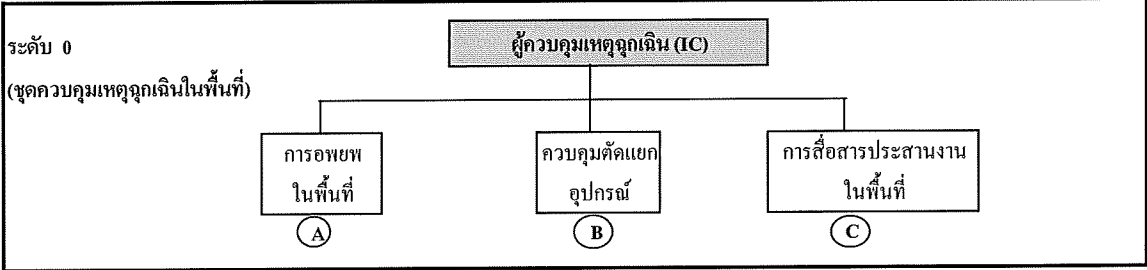 ระดับ 0
ผู้ควบคุมเหตุฉุกเฉิน (IC)
(ชุดควบคุมเหตุฉุกเฉินในพื้นที่)
การอพยพ
ในพื้นที่
ควบคุมตัดแยก
อุปกรณ์
การสื่อสารประสานงาน
ในพื้นที่
A
B
C